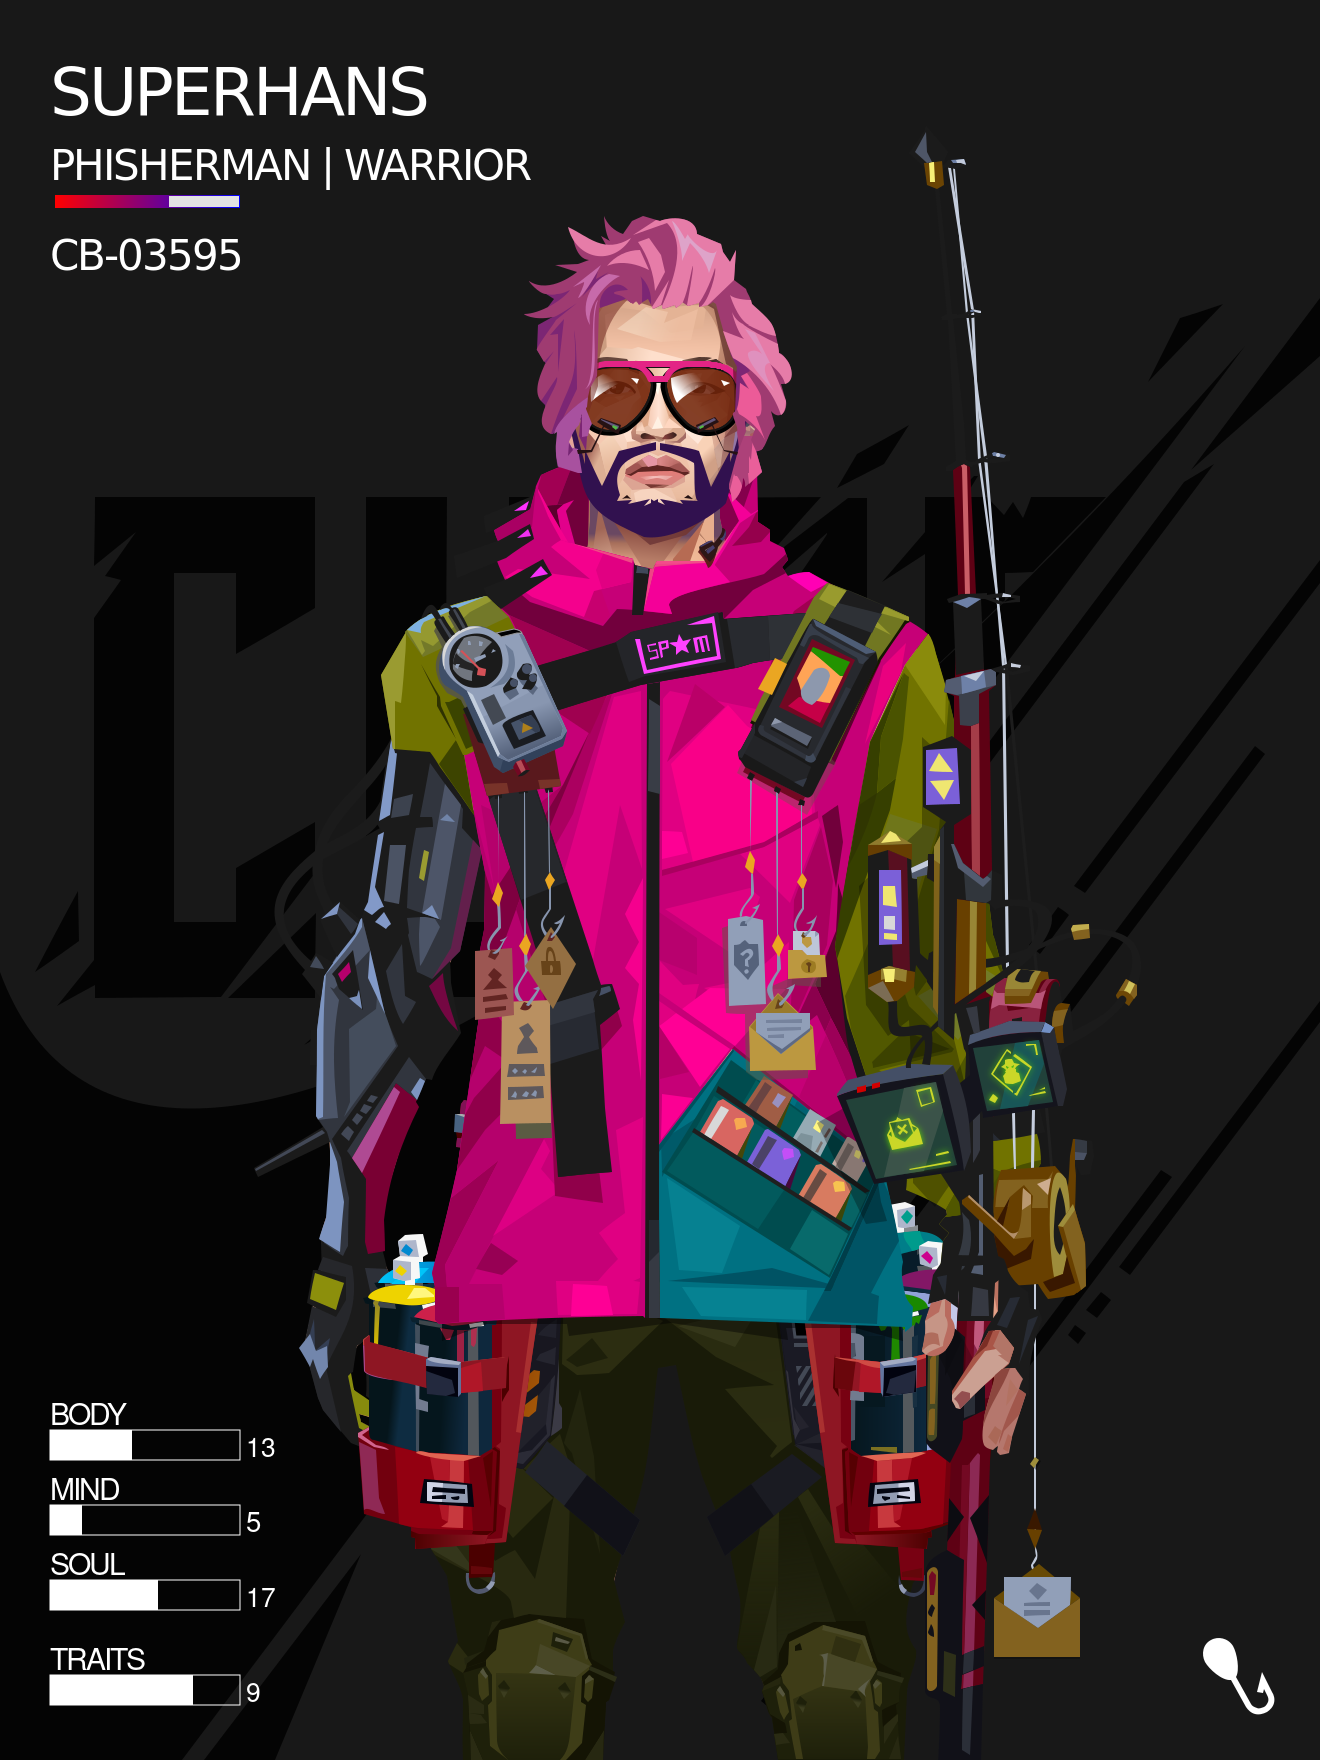 SUPERHANS
PHISHERMAN | WARRIOR
CB-03595
SP★M
?
BODY
13
MIND
5
SOUL
17
TRAITS
9